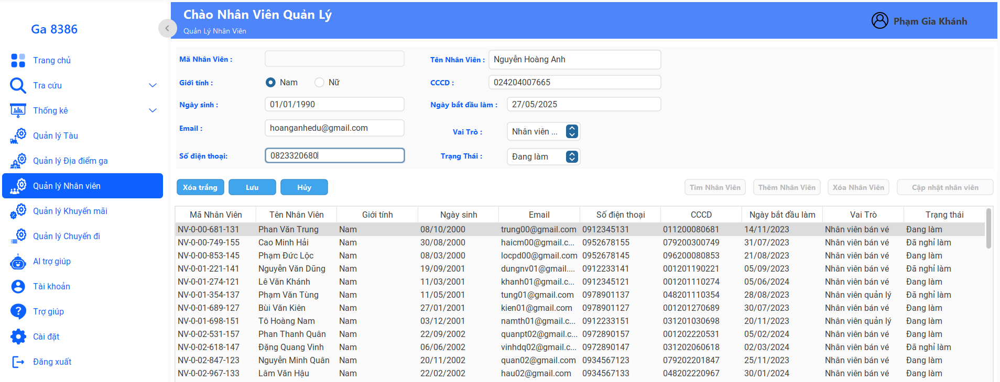 Ga 8386
Trang chủ
Tra cứu
Thống kê
Quản lý Tàu
Quản lý Địa điểm ga
Quản lý Nhân viên
Quản lý Khuyến mãi
Quản lý Chuyến đi
AI trợ giúp
Tài khoản
Trợ giúp
Cài đặt
Đăng xuất
Chào Nhân Viên Quản Lý
Quản Lý Nhân Viên
Phạm Gia Khánh
Mã Nhân Viên :
Tên Nhân Viên : Nguyễn Hoàng Anh
Giới tính : Nam Nữ
CCCD : 024204007665
Ngày sinh : 01/01/1990
Ngày bắt đầu làm : 27/05/2025
Email : hoanganhedu@gmail.com
Vai Trò : Nhân viên ...
Số điện thoại: 0823320680
Trạng Thái : Đang làm
Xóa trắng Lưu Hủy Tìm Nhân Viên Thêm Nhân Viên Xóa Nhân Viên Cập nhật nhân viên
Mã Nhân Viên Tên Nhân Viên Giới tính Ngày sinh Email Số điện thoại CCCD Ngày bắt đầu làm Vai Trò Trạng thái
NV-0-00-681-131 Phan Văn Trung Nam 08/10/2000 trung00@gmail.com 0912345131 011200080681 14/11/2023 Nhân viên bán vé Đang làm
NV-0-00-749-155 Cao Minh Hải Nam 30/08/2000 haicm00@gmail.c... 0952678155 079200300749 31/07/2023 Nhân viên bán vé Đã nghỉ làm
NV-0-00-853-145 Phạm Đức Lộc Nam 08/03/2000 locpd00@gmail.com 0952678145 096200080853 21/08/2023 Nhân viên bán vé Đang làm
NV-0-01-221-141 Nguyễn Văn Dũng Nam 19/09/2001 dungnv01@gmail.... 0912233141 001201190221 05/09/2023 Nhân viên bán vé Đã nghỉ làm
NV-0-01-274-121 Lê Văn Khánh Nam 11/03/2001 khanh01@gmail.c... 0912345121 001201110274 05/06/2024 Nhân viên bán vé Đang làm
NV-0-01-354-137 Phạm Văn Tùng Nam 11/05/2001 tung01@gmail.com 0978901137 048201110354 28/08/2023 Nhân viên quản lý Đã nghỉ làm
NV-0-01-689-127 Bùi Văn Kiên Nam 27/01/2001 kien01@gmail.com 0978901127 001201270689 30/07/2023 Nhân viên bán vé Đang làm
NV-0-01-698-151 Tô Hoàng Nam Nam 03/12/2001 namth01@gmail.c... 0912233151 031201030698 20/11/2023 Nhân viên quản lý Đang làm
NV-0-02-531-157 Phan Thanh Quân Nam 22/09/2002 quanpt02@gmail.c... 0972890157 001202220531 05/02/2024 Nhân viên bán vé Đang làm
NV-0-02-618-147 Đặng Quang Vinh Nam 06/06/2002 vinhdq02@gmail.c... 0972890147 031202060618 02/03/2024 Nhân viên bán vé Đã nghỉ làm
NV-0-02-847-123 Nguyễn Minh Quân Nam 20/11/2002 quan02@gmail.com 0934567123 079202201847 25/11/2023 Nhân viên bán vé Đang làm
NV-0-02-967-133 Lâm Văn Hậu Nam 22/02/2002 hau02@gmail.com 0934567133 048202220967 30/01/2024 Nhân viên bán vé Đang làm